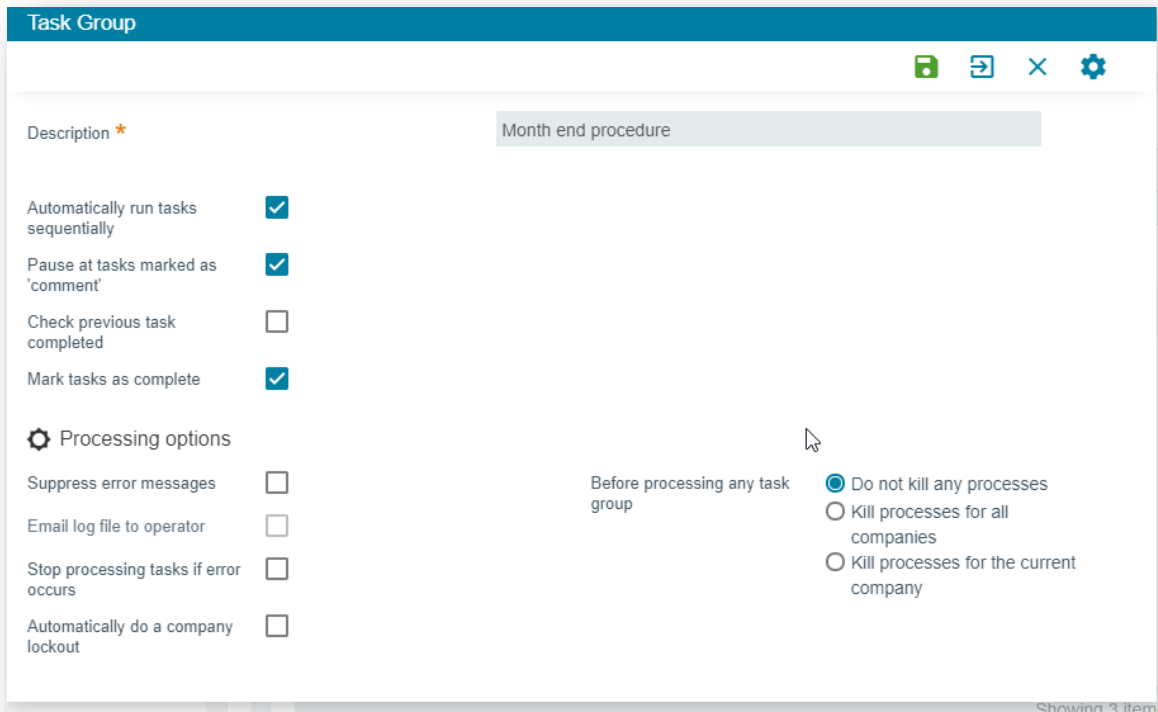 Task Group
Description *
Month end procedure
Automatically run tasks
sequentially
Pause at tasks marked as
'comment'
Check previous task
completed
Mark tasks as complete
Processing options
Suppress error messages
Email log file to operator
Stop processing tasks if error
occurs
Automatically do a company
lockout
Before processing any task
group
Do not kill any processes
Kill processes for all
companies
Kill processes for the current
company
Showing 3 item